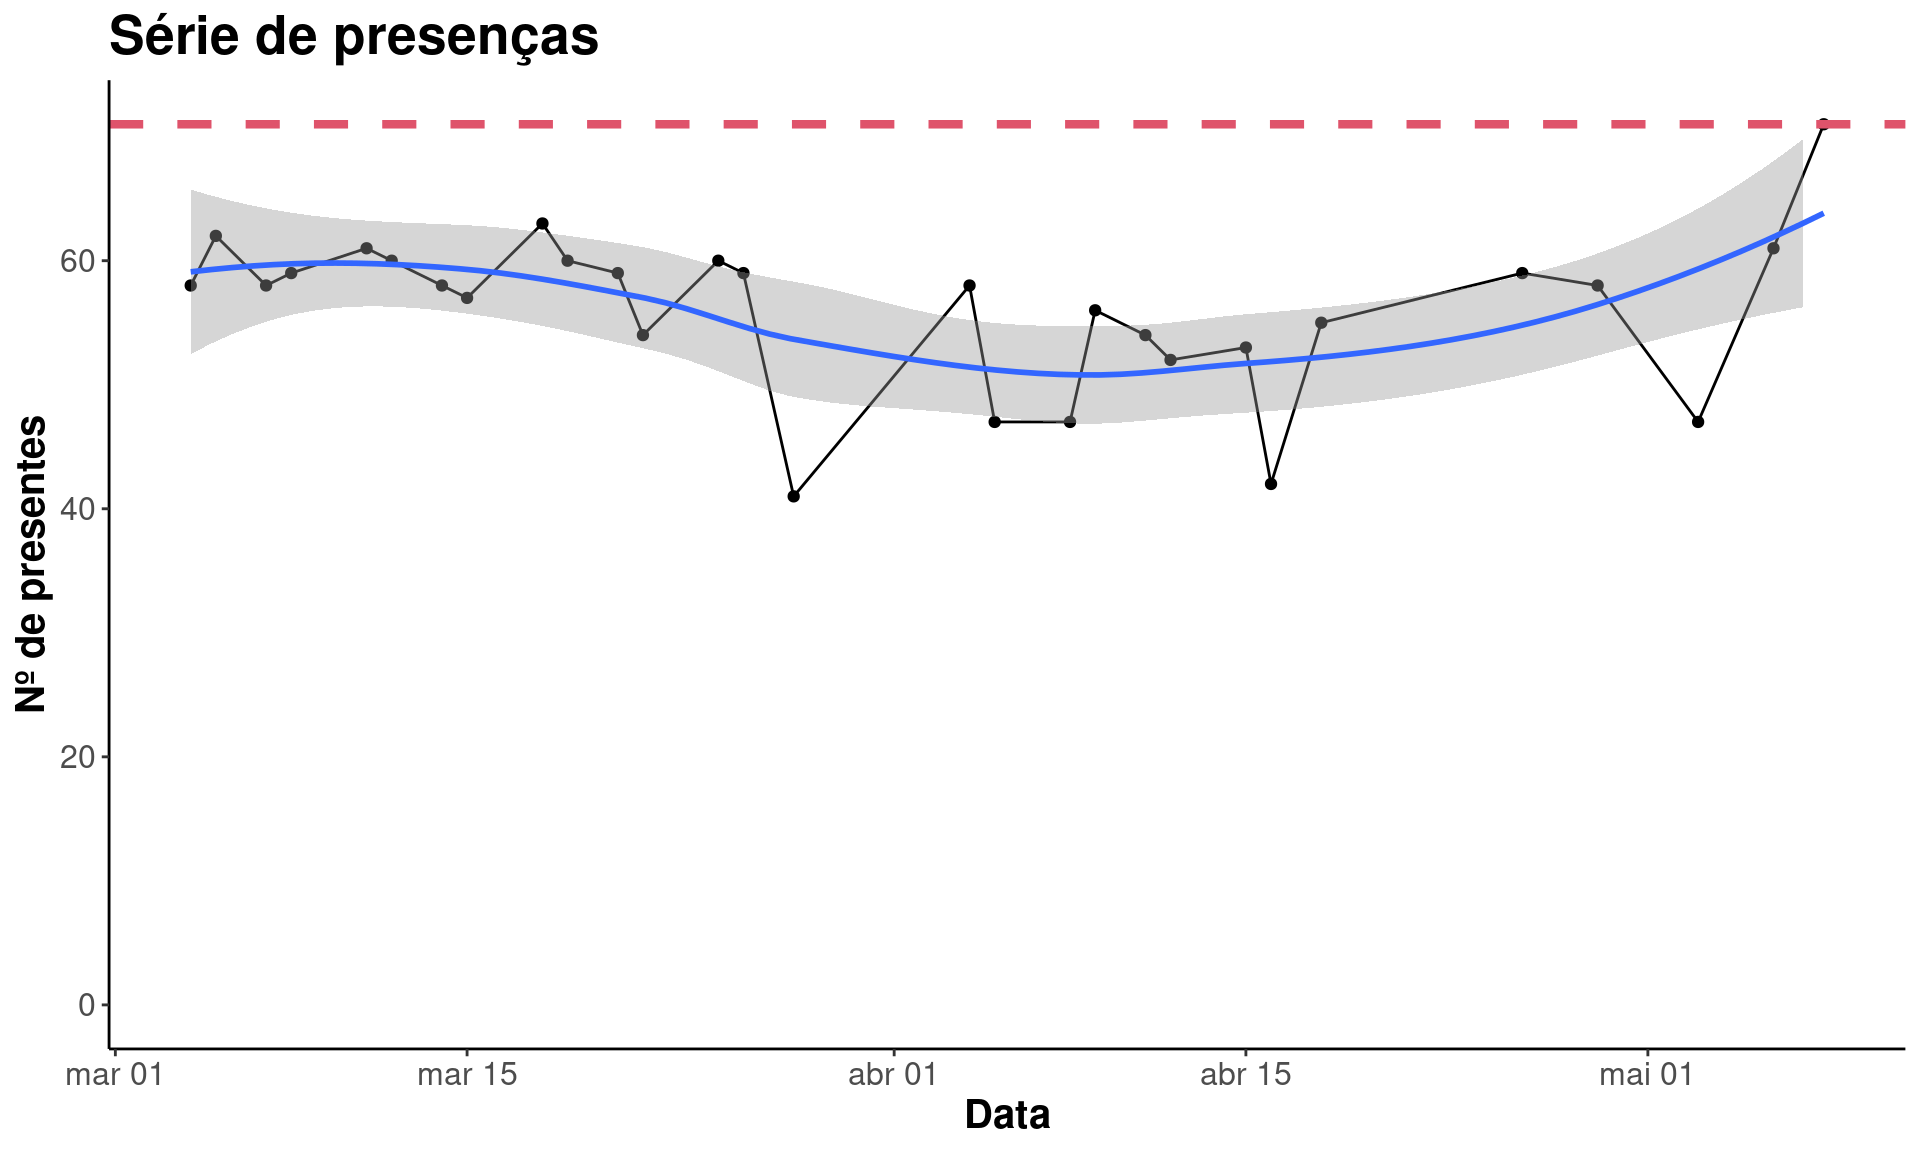 Série de presenças
Nº de presentes
60
40
20
0
mar 01
mar 15
abr 01
abr 15
mai 01
Data